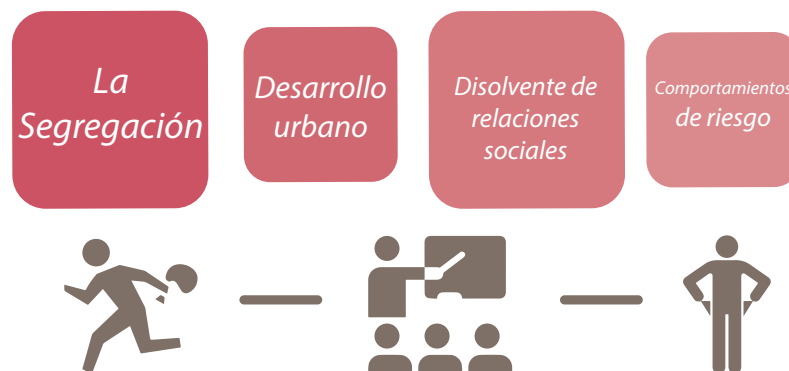 La
Segregación
Desarrollo
urbano
Disolvente de
relaciones
sociales
Comportamientos
de riesgo